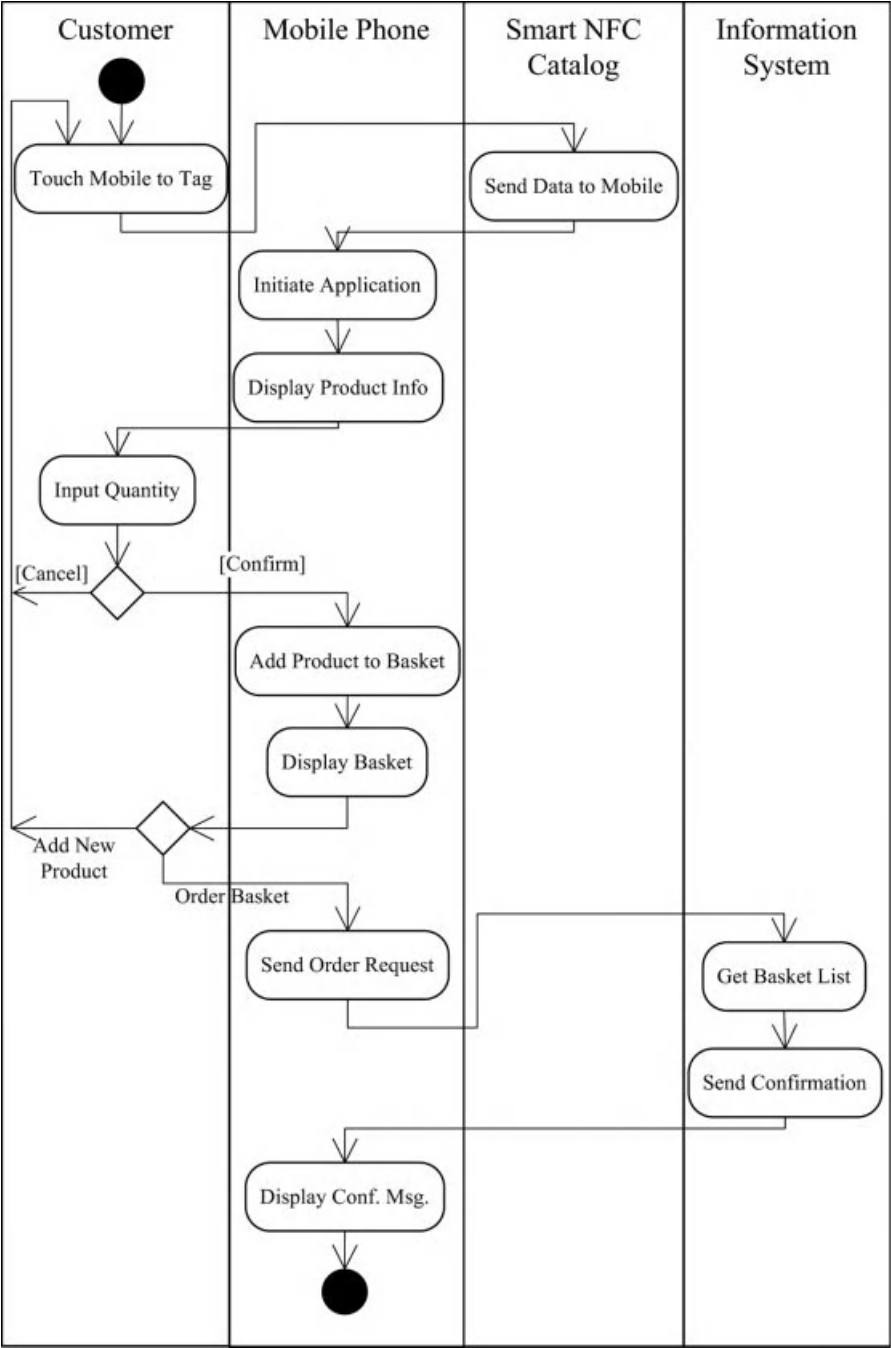 Customer
Mobile Phone
Smart NFC
Catalog
Information
System
Touch Mobile to Tag
Send Data to Mobile
Initiate Application
Display Product Info
Input Quantity
[Cancel]
[Confirm]
Add Product to Basket
Display Basket
Add New
Product
Order Basket
Send Order Request
Get Basket List
Send Confirmation
Display Conf. Msg.